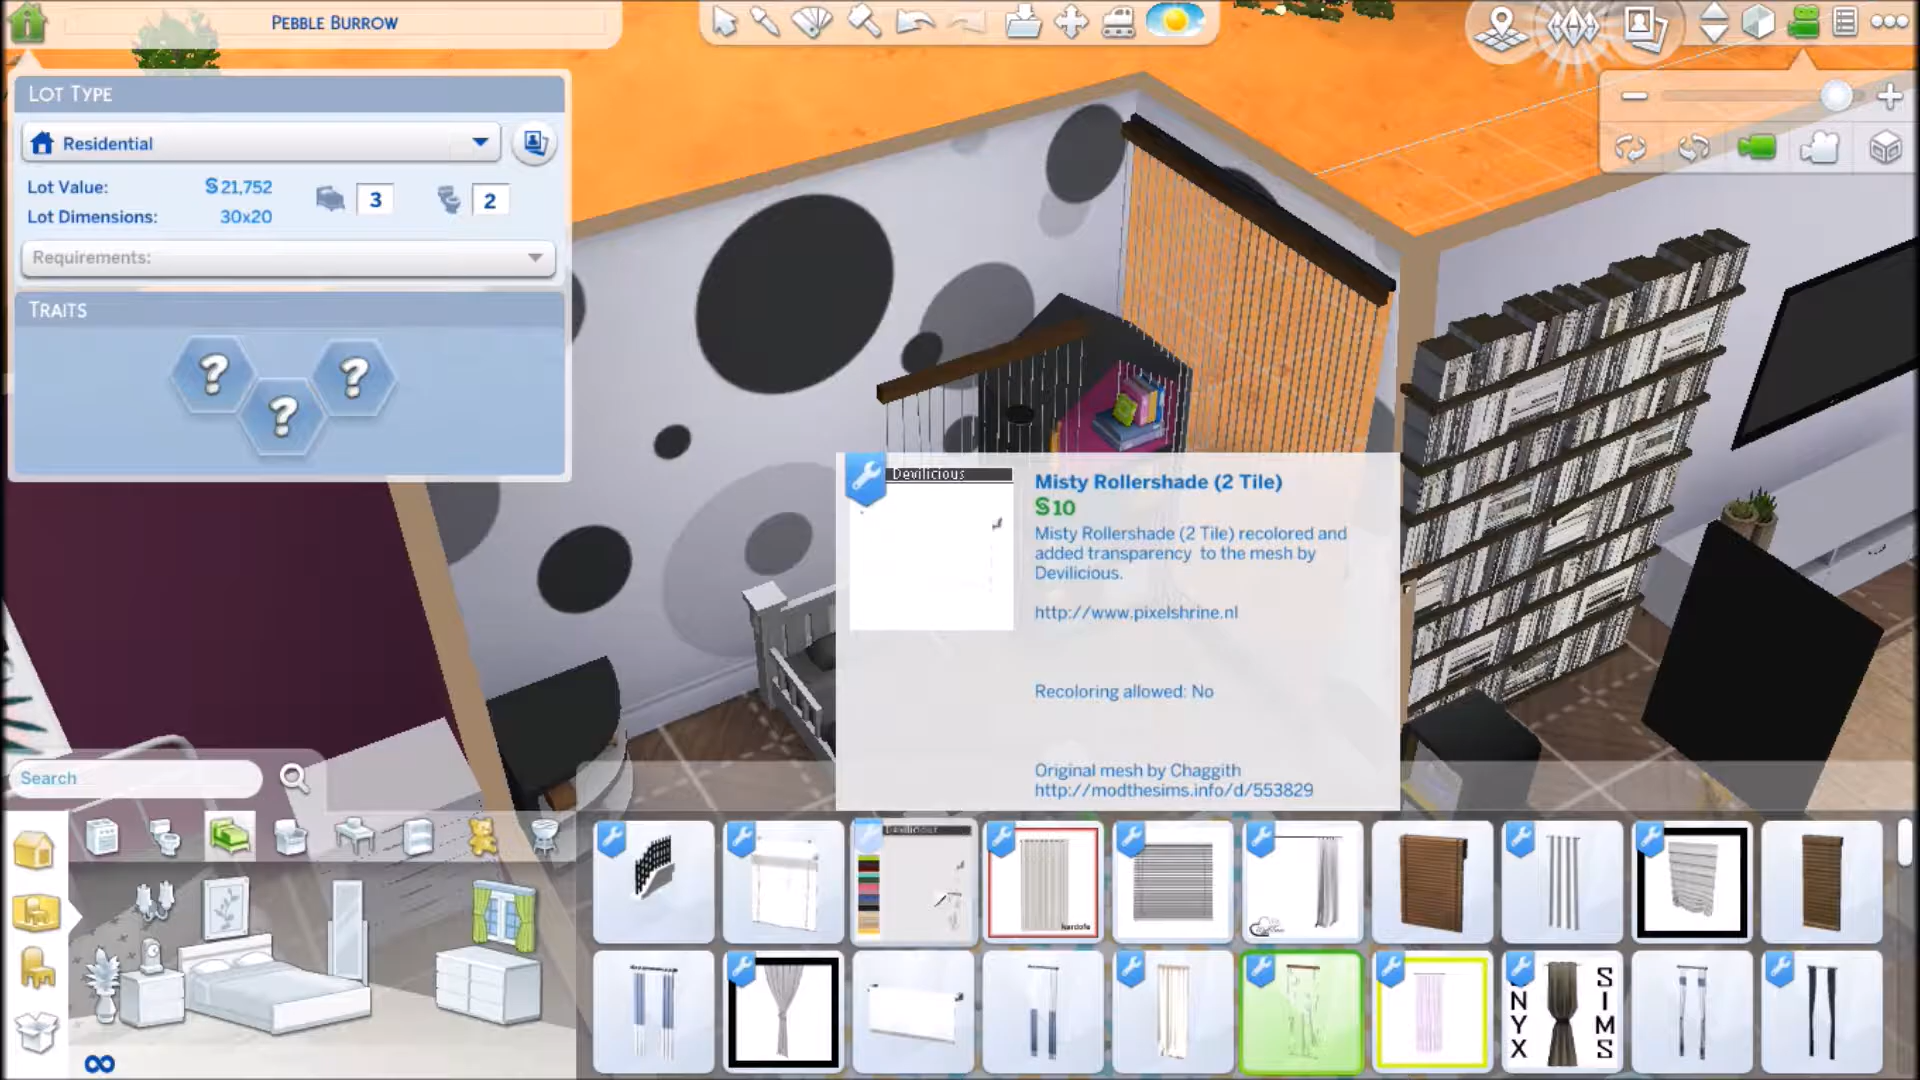 PEBBLE BURROW
LOT TYPE
Residential
Lot Value:
§21,752
3
2
Lot Dimensions:
30x20
Requirements:
TRAITS
? ? ?
Devilicious
Misty Rollershade (2 Tile)
§10
Misty Rollershade (2 Tile) recolored and
added transparency to the mesh by
Devilicious.
http://www.pixelshrine.nl
Recoloring allowed: No
Original mesh by Chaggith
http://modthesims.info/d/553829
Search
Devilicious
NYX
SIMS